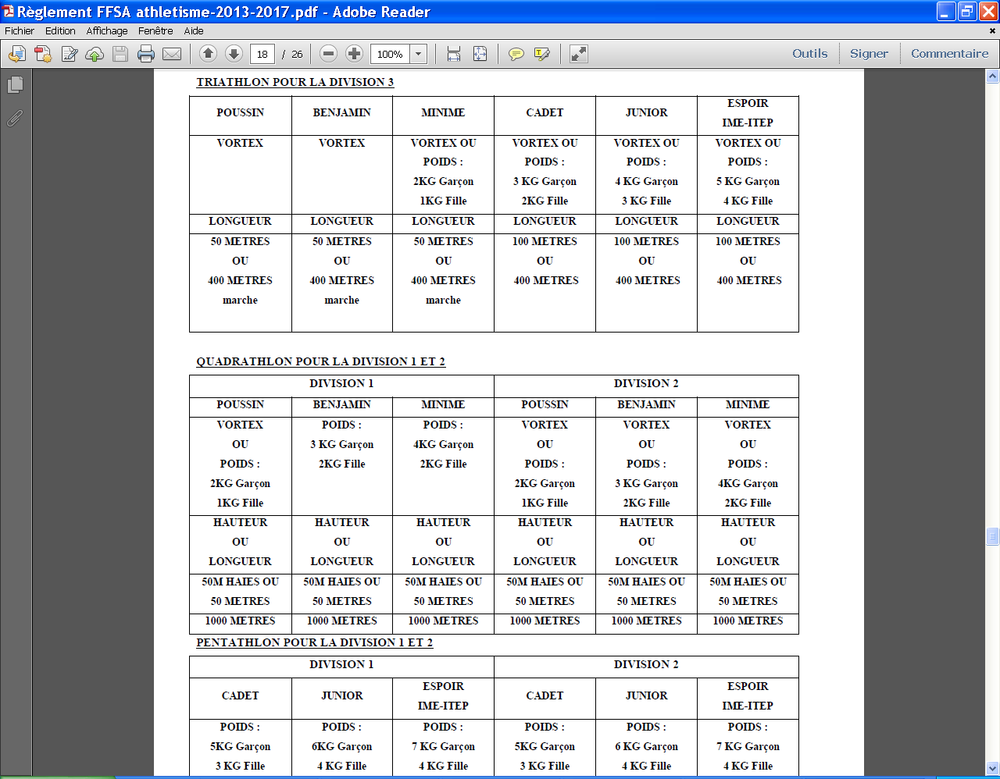 Règlement FFSA athletisme-2013-2017.pdf - Adobe Reader
Fichier Edition Affichage Fenêtre Aide
18 / 26 100% Outils Signer Commentaire
TRIATHLON POUR LA DIVISION 3
POUSSIN BENJAMIN MINIME CADET JUNIOR ESPOIR
IME-ITEP
VORTEX VORTEX VORTEX OU VORTEX OU VORTEX OU VORTEX OU
POIDS : POIDS : POIDS : POIDS :
2KG Garçon 3 KG Garçon 4 KG Garçon 5 KG Garçon
1KG Fille 2KG Fille 3 KG Fille 4 KG Fille
LONGUEUR LONGUEUR LONGUEUR LONGUEUR LONGUEUR LONGUEUR
50 METRES 50 METRES 50 METRES 100 METRES 100 METRES 100 METRES
OU OU OU OU OU OU
400 METRES 400 METRES 400 METRES 400 METRES 400 METRES 400 METRES
marche marche marche
QUADRATHLON POUR LA DIVISION 1 ET 2
DIVISION 1 DIVISION 2
POUSSIN BENJAMIN MINIME POUSSIN BENJAMIN MINIME
VORTEX POIDS : POIDS : VORTEX VORTEX VORTEX
OU 3 KG Garçon 4KG Garçon OU OU OU
POIDS : 2KG Fille 2KG Fille POIDS : POIDS : POIDS :
2KG Garçon 2KG Garçon 3 KG Garçon 4KG Garçon
1KG Fille 1KG Fille 2KG Fille 2KG Fille
HAUTEUR HAUTEUR HAUTEUR HAUTEUR HAUTEUR HAUTEUR
OU OU OU OU OU OU
LONGUEUR LONGUEUR LONGUEUR LONGUEUR LONGUEUR LONGUEUR
50M HAIES OU 50M HAIES OU 50M HAIES OU 50M HAIES OU 50M HAIES OU 50M HAIES OU
50 METRES 50 METRES 50 METRES 50 METRES 50 METRES 50 METRES
1000 METRES 1000 METRES 1000 METRES 1000 METRES 1000 METRES 1000 METRES
PENTATHLON POUR LA DIVISION 1 ET 2
DIVISION 1 DIVISION 2
CADET JUNIOR ESPOIR CADET JUNIOR ESPOIR
IME-ITEP IME-ITEP
POIDS : POIDS : POIDS : POIDS : POIDS : POIDS :
5KG Garçon 6KG Garçon 7 KG Garçon 5KG Garçon 6 KG Garçon 7 KG Garçon
3 KG Fille 4 KG Fille 4 KG Fille 3 KG Fille 4 KG Fille 4 KG Fille